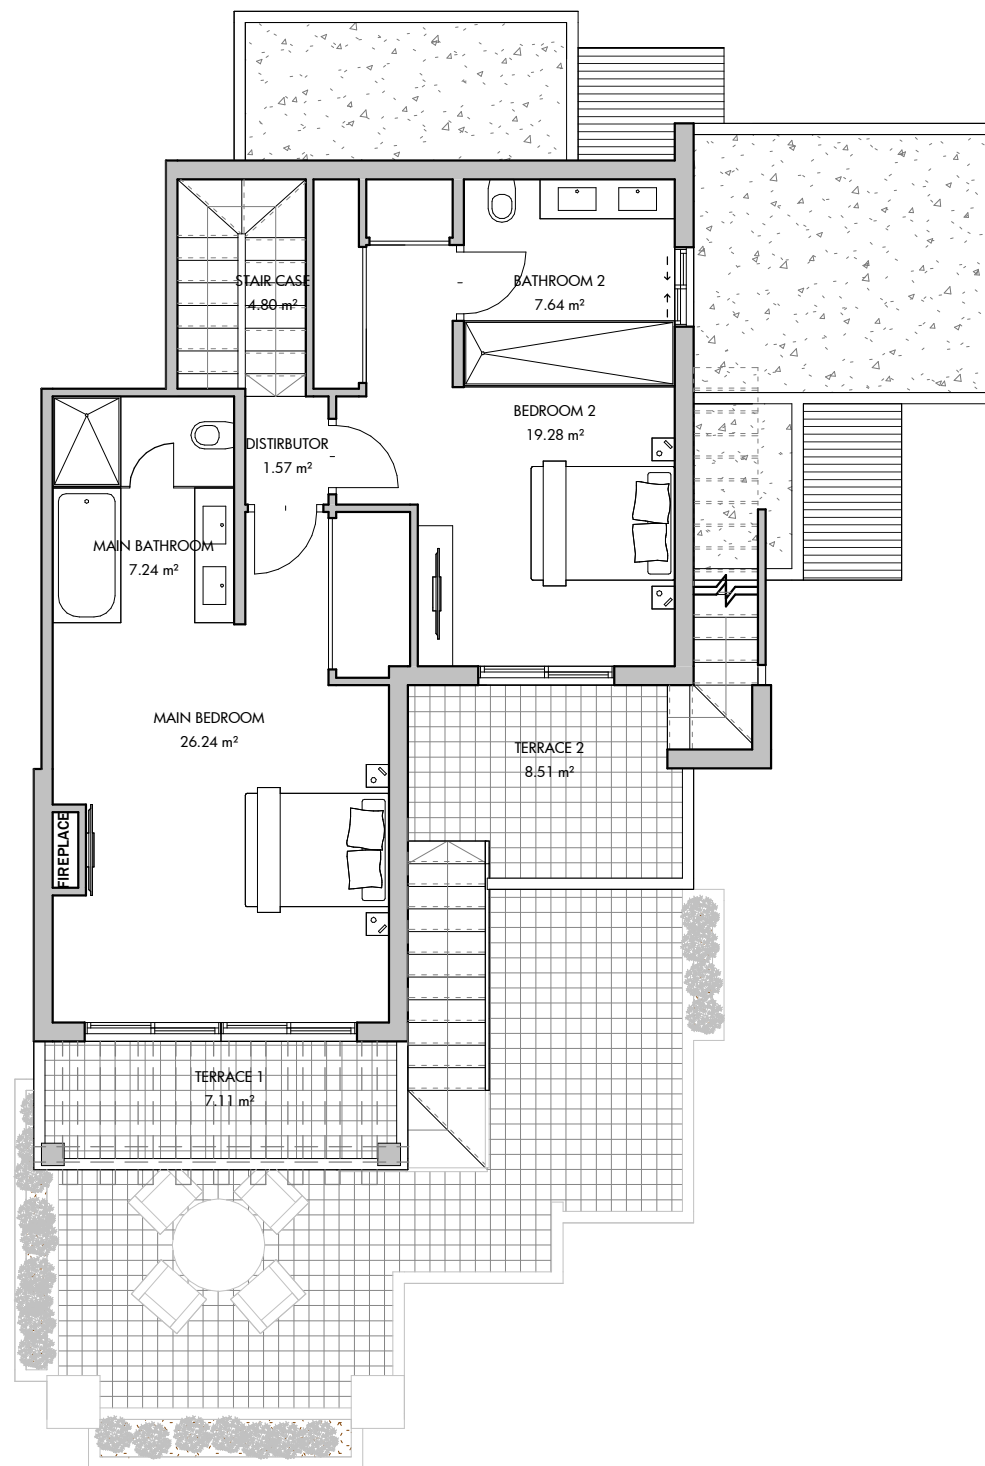 STAIR CASE
4.80 m²
BATHROOM 2
7.64 m²
BEDROOM 2
19.28 m²
DISTIRBUTOR
1.57 m²
MAIN BATHROOM
7.24 m²
MAIN BEDROOM
26.24 m²
TERRACE 2
8.51 m²
FIREPLACE
TERRACE 1
7.11 m²